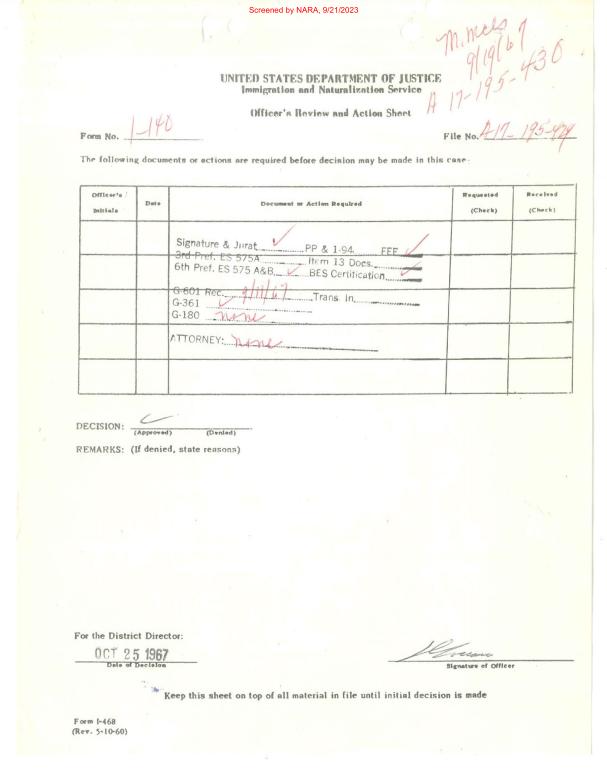 Screened by NARA, 9/21/2023
9/19/67
A 17-195-430
UNITED STATES DEPARTMENT OF JUSTICE
Immigration and Naturalization Service
Officer's Review and Action Sheet
Form No. I-140
File No. A17-195-429
The following documents or actions are required before decision may be made in this case:
Officer's Initials Date Document or Action Required Requested (Check) Received (Check)
Signature & Jurat ✓ PP & 1-94 FFF ✓
3rd Pref. ES 575A Item 13 Docs.
6th Pref. ES 575 A&B ✓ BES Certification ✓
G-601 Rec. 9/11/67 Trans In
G-361 ✓
G-180 none
ATTORNEY: none
DECISION: ✓
(Approved) (Denied)
REMARKS: (If denied, state reasons)
For the District Director:
OCT 25 1967
Date of Decision
Signature of Officer
Keep this sheet on top of all material in file until initial decision is made
Form I-468
(Rev. 5-10-60)